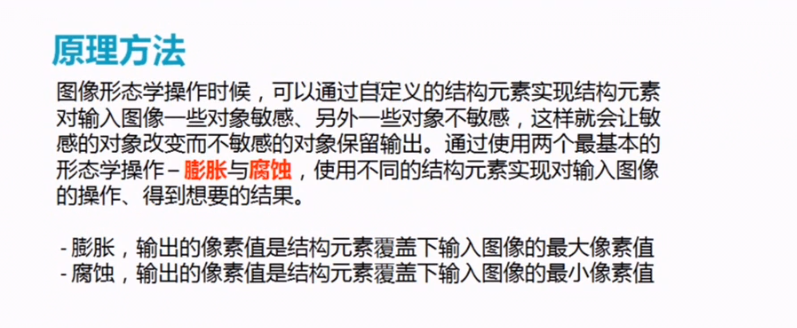 原理方法
图像形态学操作时候，可以通过自定义的结构元素实现结构元素
对输入图像一些对象敏感、另外一些对象不敏感，这样就会让敏
感的对象改变而不敏感的对象保留输出。通过使用两个最基本的
形态学操作 – 膨胀与腐蚀，使用不同的结构元素实现对输入图像
的操作、得到想要的结果。
- 膨胀，输出的像素值是结构元素覆盖下输入图像的最大像素值
- 腐蚀，输出的像素值是结构元素覆盖下输入图像的最小像素值